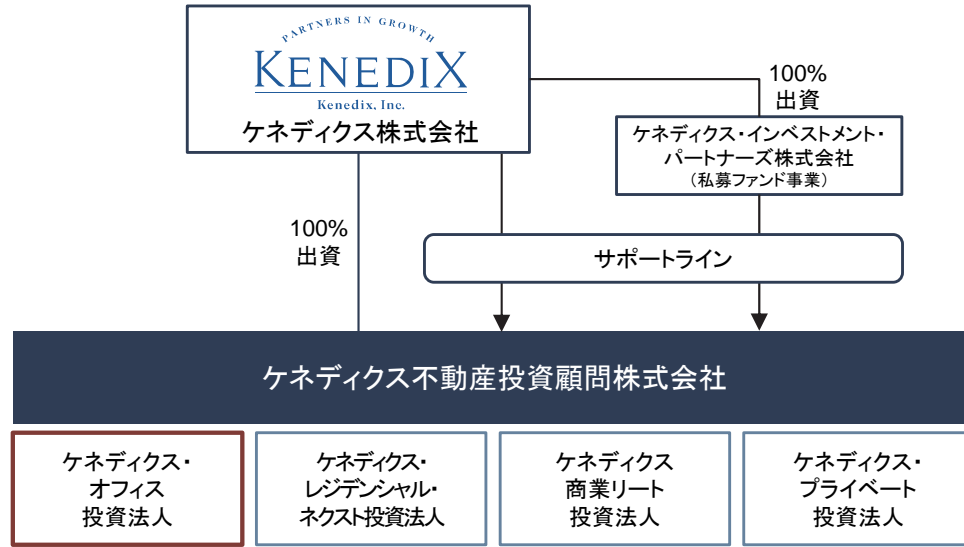 PARTNERS IN GROWTH
KENEDIX
Kenedix, Inc.
ケネディクス株式会社
100%
出資
ケネディクス・インベストメント・
パートナーズ株式会社
（私募ファンド事業）
100%
出資
サポートライン
ケネディクス不動産投資顧問株式会社
ケネディクス・
オフィス
投資法人
ケネディクス・
レジデンシャル・
ネクスト投資法人
ケネディクス
商業リート
投資法人
ケネディクス・
プライベート
投資法人